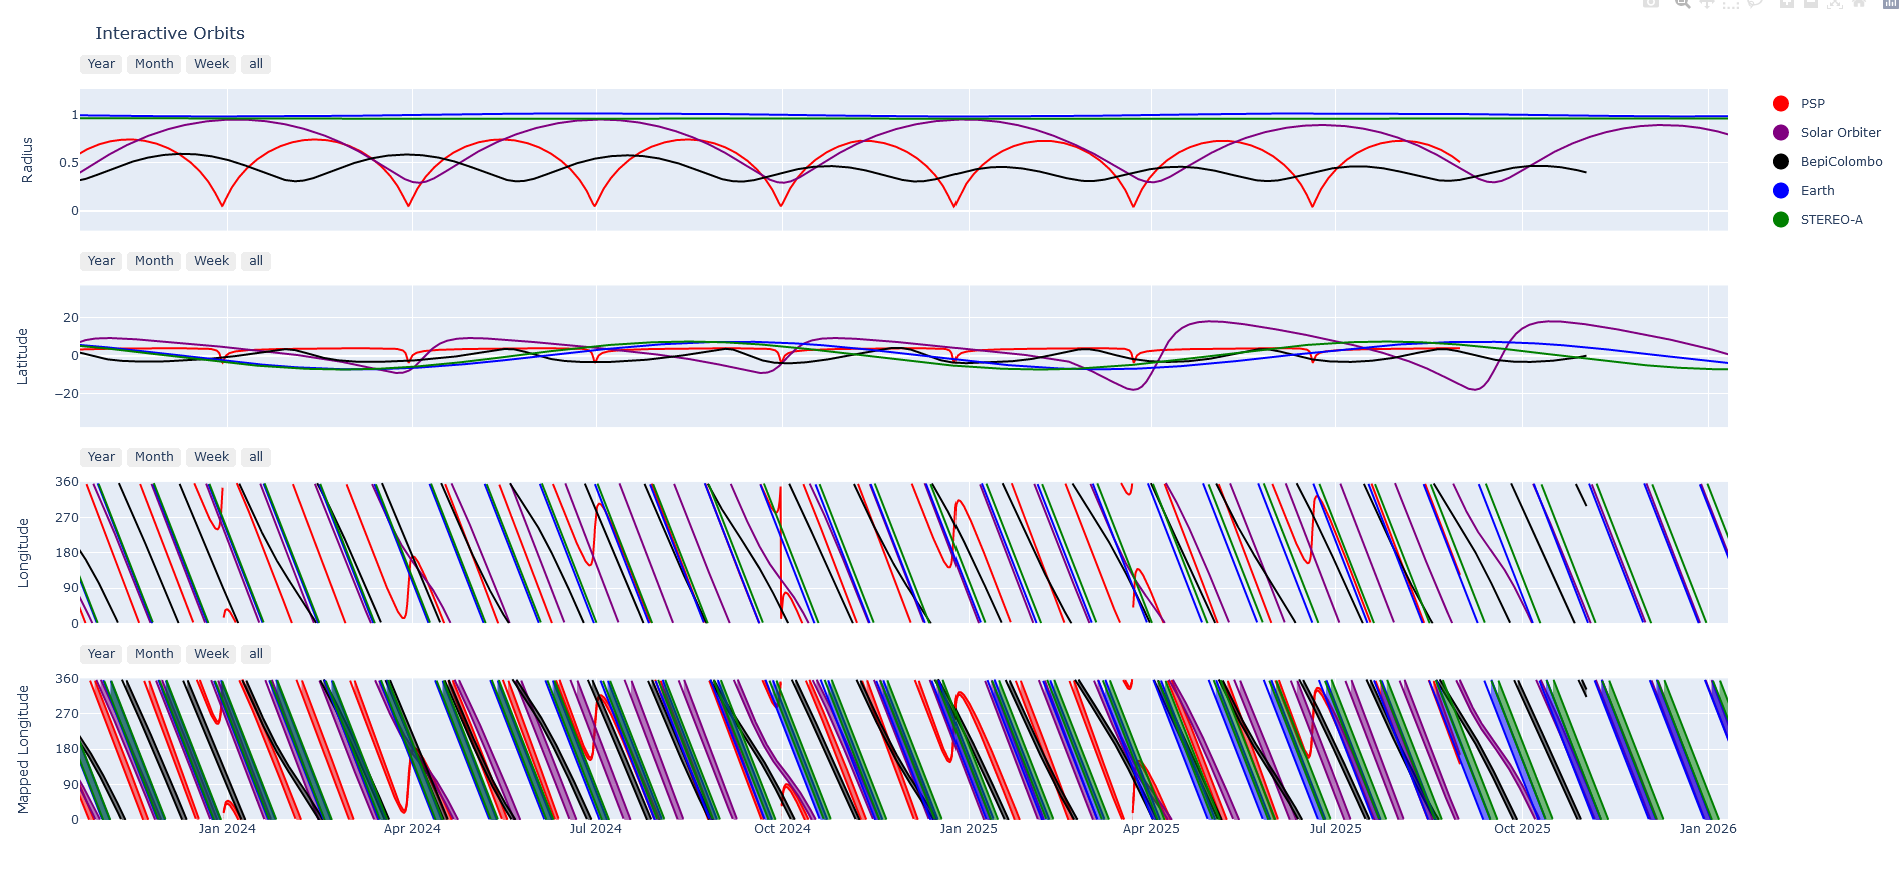 Interactive Orbits
Year Month Week all
Radius
1
0.5
0
PSP
Solar Orbiter
BepiColombo
Earth
STEREO-A
Year Month Week all
Latitude
20
0
−20
Year Month Week all
Longitude
360
270
180
90
0
Year Month Week all
Mapped Longitude
360
270
180
90
0
Jan 2024 Apr 2024 Jul 2024 Oct 2024 Jan 2025 Apr 2025 Jul 2025 Oct 2025 Jan 2026